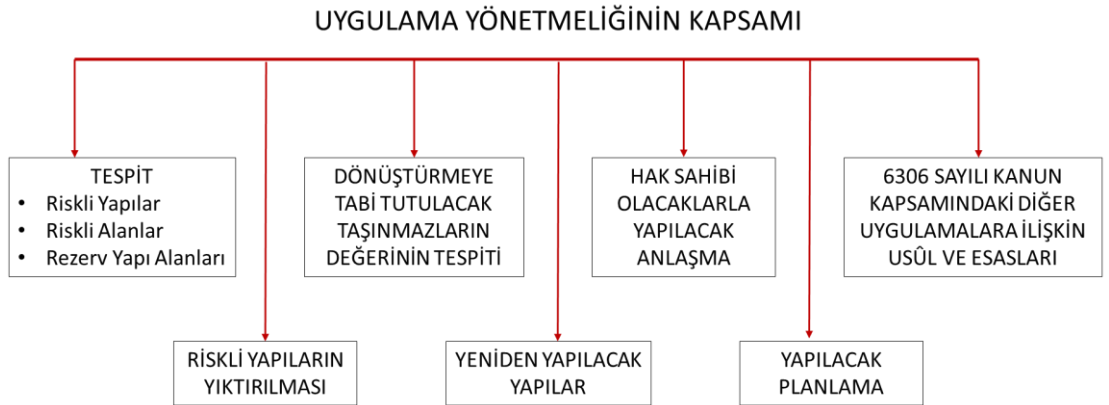 UYGULAMA YÖNETMELİĞİNİN KAPSAMI
TESPİT
• Riskli Yapılar
• Riskli Alanlar
• Rezerv Yapı Alanları
DÖNÜŞTÜRMEYE
TABİ TUTULACAK
TAŞINMAZLARIN
DEĞERİNİN TESPİTİ
HAK SAHİBİ
OLACAKLARLA
YAPILACAK
ANLAŞMA
6306 SAYILI KANUN
KAPSAMINDAKİ DİĞER
UYGULAMALARA İLİŞKİN
USÛL VE ESASLARI
RİSKLİ YAPILARIN
YIKTIRILMASI
YENİDEN YAPILACAK
YAPILAR
YAPILACAK
PLANLAMA